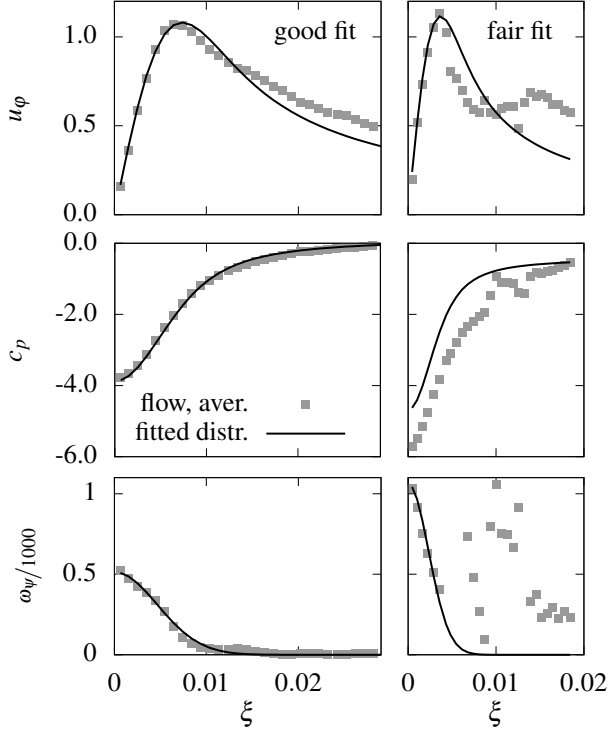 good fit
fair fit
u_φ
1.0
0.5
0.0
c_p
0.0
-2.0
-4.0
-6.0
flow, aver.
fitted distr.
ω_ψ/1000
1
0.5
0
0 0.01 0.02
0 0.01 0.02
ξ ξ